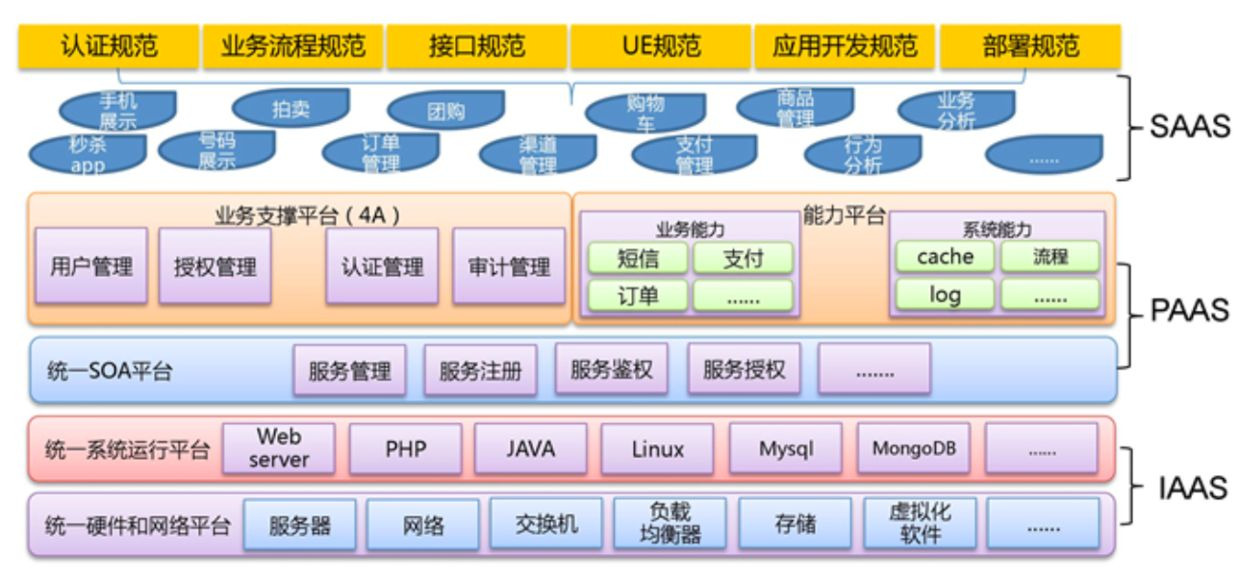 认证规范
业务流程规范
接口规范
UE规范
应用开发规范
部署规范
手机
展示
拍卖
团购
购物
车
商品
管理
业务
分析
秒杀
app
号码
展示
订单
管理
渠道
管理
支付
管理
行为
分析
......
SAAS
业务支撑平台（4A）
用户管理
授权管理
认证管理
审计管理
能力平台
业务能力
短信
支付
订单
......
系统能力
cache
流程
log
......
PAAS
统一SOA平台
服务管理
服务注册
服务鉴权
服务授权
.......
统一系统运行平台
Web
server
PHP
JAVA
Linux
Mysql
MongoDB
......
IAAS
统一硬件和网络平台
服务器
网络
交换机
负载
均衡器
存储
虚拟化
软件
......